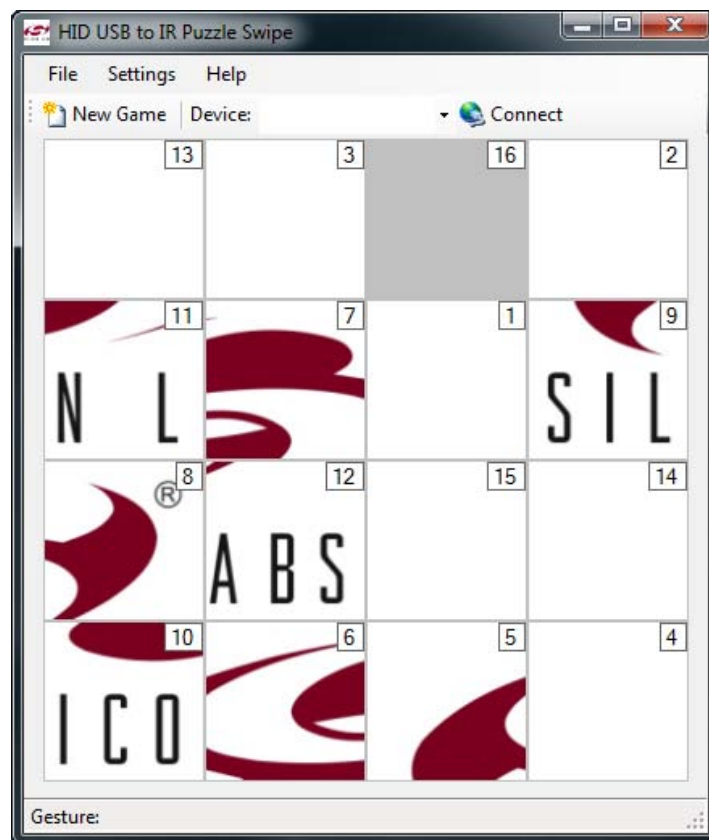 HID USB to IR Puzzle Swipe
File Settings Help
New Game Device: Connect
13 3 16 2
11 7 1 9
N L SIL
8 12 15 14
®
ABS
10 6 5 4
ICO
Gesture: